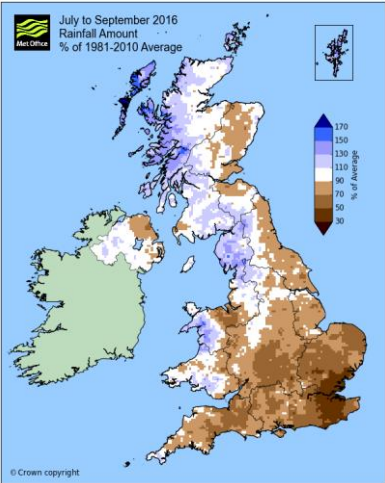 July to September 2016
Rainfall Amount
% of 1981-2010 Average
Met Office
170
150
130
110
90
70
50
30
% of Average
© Crown copyright